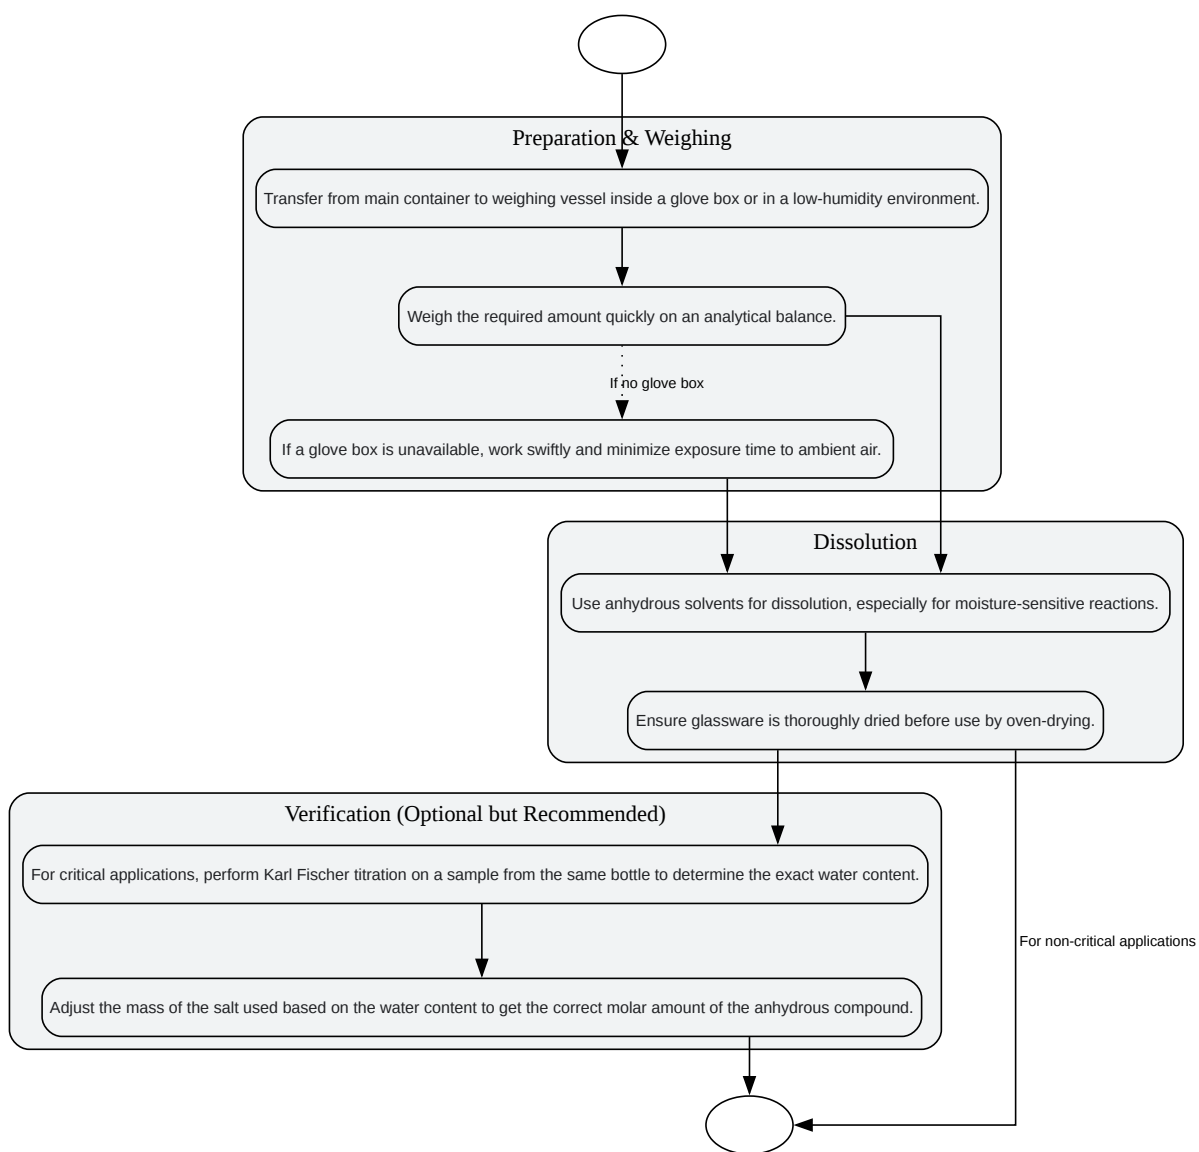 Preparation & Weighing
Transfer from main container to weighing vessel inside a glove box or in a low-humidity environment.
Weigh the required amount quickly on an analytical balance.
If no glove box
If a glove box is unavailable, work swiftly and minimize exposure time to ambient air.
Dissolution
Use anhydrous solvents for dissolution, especially for moisture-sensitive reactions.
Ensure glassware is thoroughly dried before use by oven-drying.
Verification (Optional but Recommended)
For critical applications, perform Karl Fischer titration on a sample from the same bottle to determine the exact water content.
For non-critical applications
Adjust the mass of the salt used based on the water content to get the correct molar amount of the anhydrous compound.